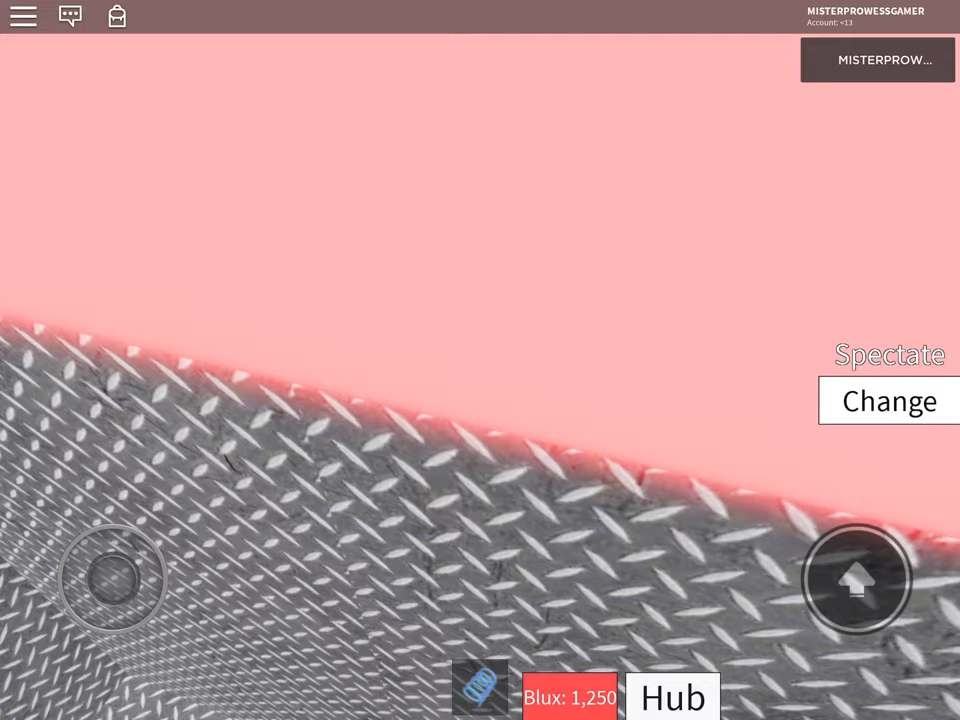 MISTERPROWESSGAMER
Account: <13
MISTERPROW...
Spectate
Change
Blux: 1,250
Hub